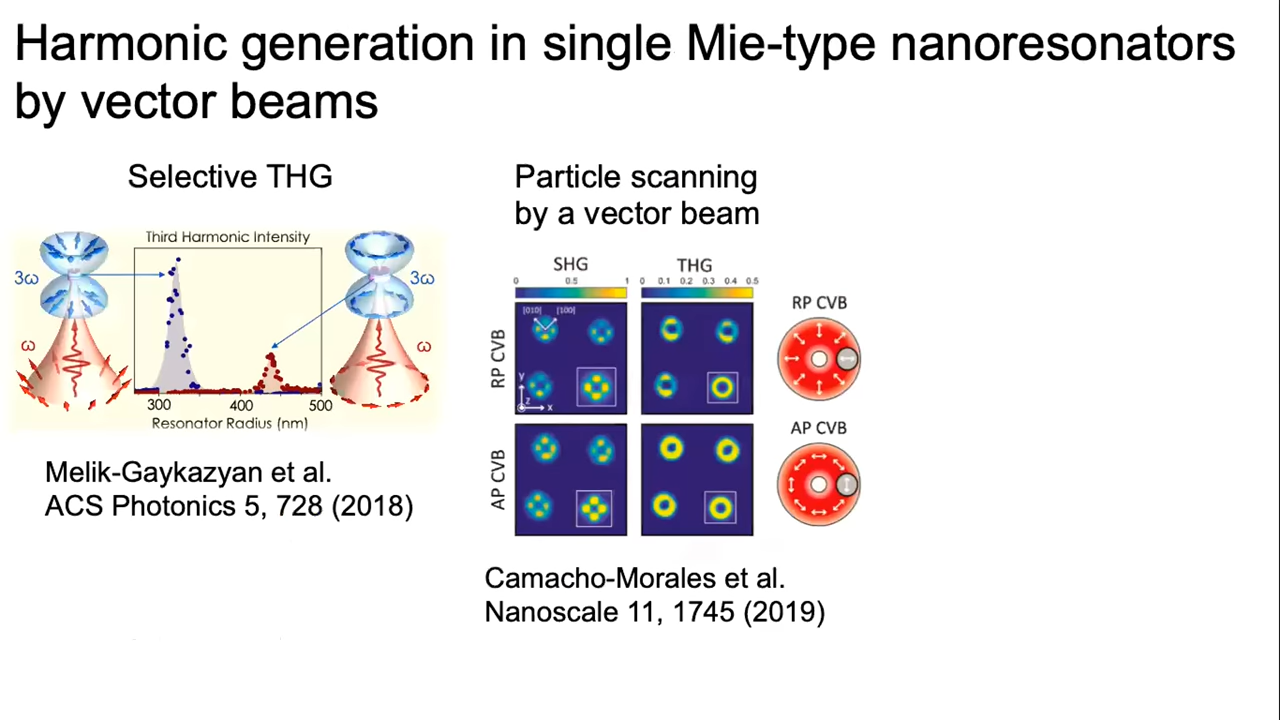 Harmonic generation in single Mie-type nanoresonators
by vector beams
Selective THG
Third Harmonic Intensity
3ω
3ω
ω
ω
300 400 500
Resonator Radius (nm)
Melik-Gaykazyan et al.
ACS Photonics 5, 728 (2018)
Particle scanning
by a vector beam
SHG
THG
0 0.5 1
0 0.1 0.2 0.3 0.4 0.5
[010] [100]
RP CVB
y
z
x
AP CVB
RP CVB
AP CVB
Camacho-Morales et al.
Nanoscale 11, 1745 (2019)